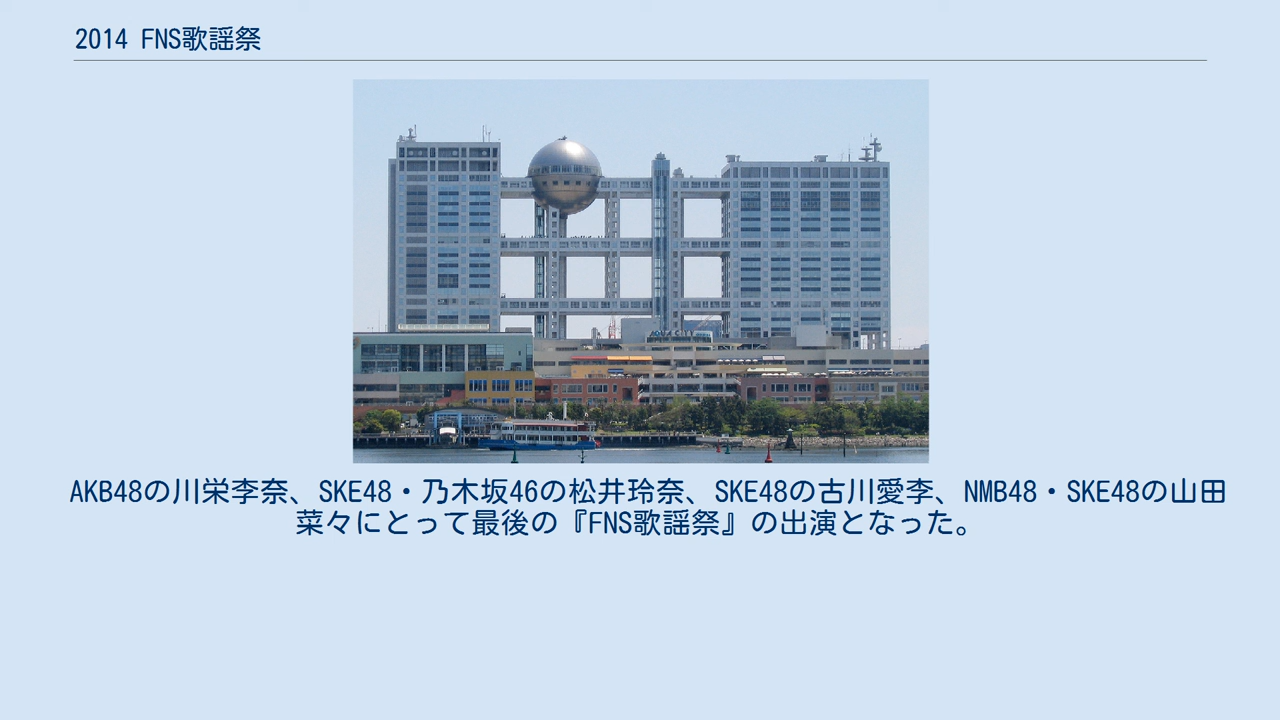 2014 FNS歌謡祭
AQUA CITY
AKB48の川栄李奈、SKE48・乃木坂46の松井玲奈、SKE48の古川愛李、NMB48・SKE48の山田
菜々にとって最後の『FNS歌謡祭』の出演となった。